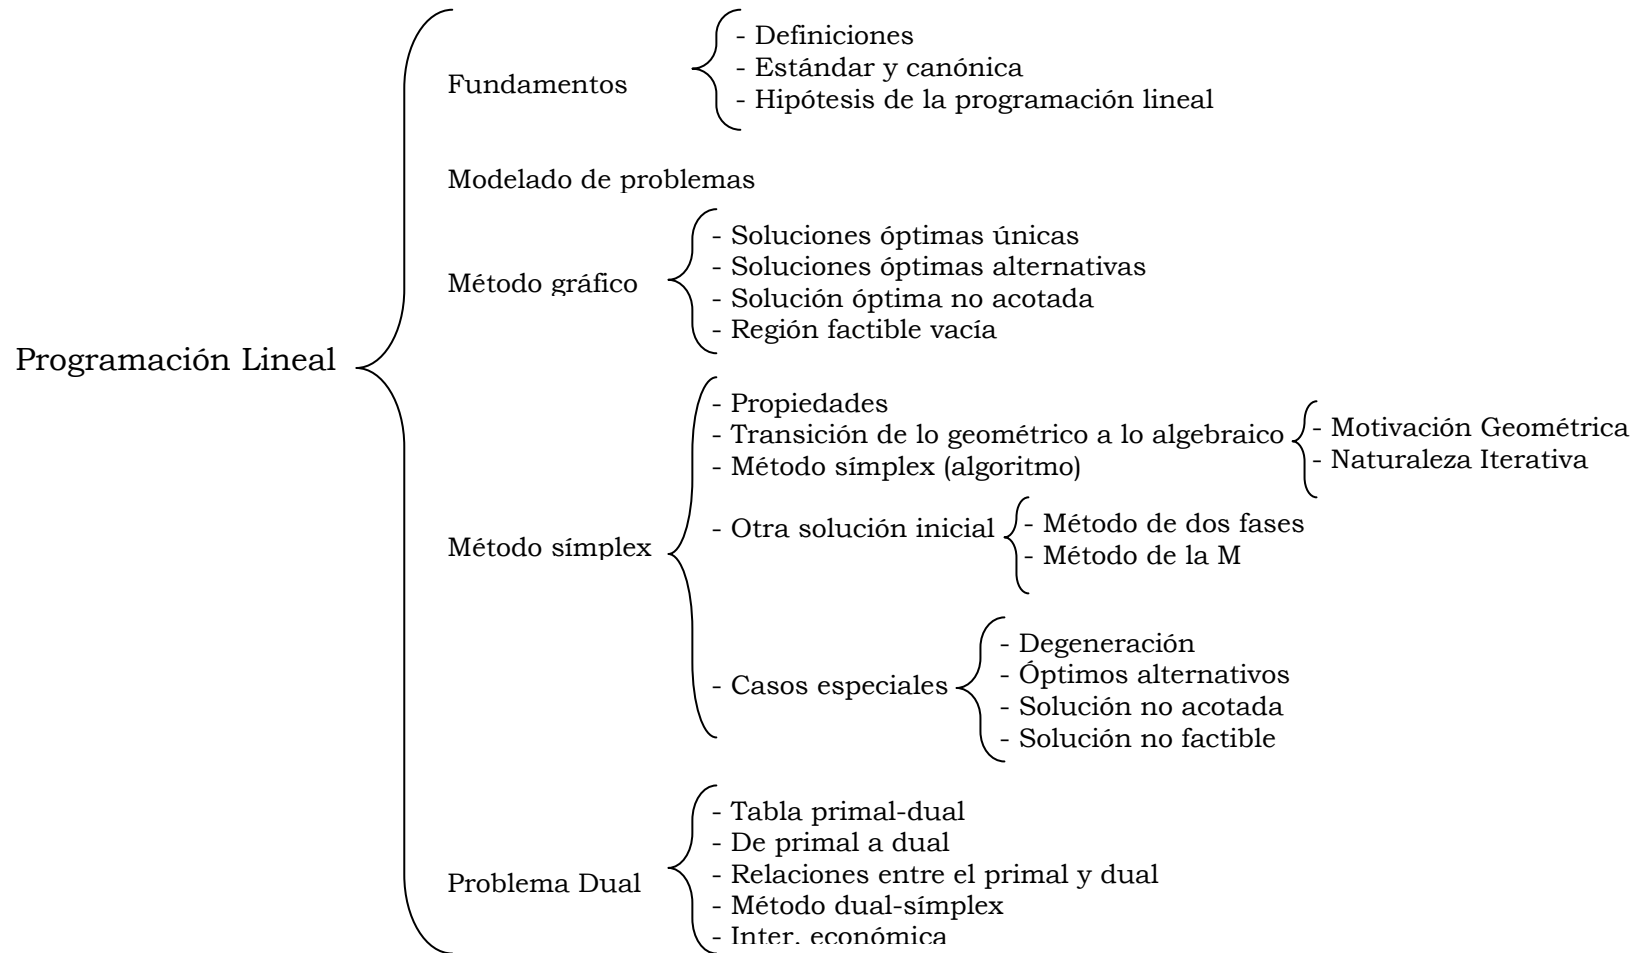 Programación Lineal
Fundamentos
- Definiciones
- Estándar y canónica
- Hipótesis de la programación lineal
Modelado de problemas
Método gráfico
- Soluciones óptimas únicas
- Soluciones óptimas alternativas
- Solución óptima no acotada
- Región factible vacía
Método símplex
- Propiedades
- Transición de lo geométrico a lo algebraico
- Motivación Geométrica
- Naturaleza Iterativa
- Método símplex (algoritmo)
- Otra solución inicial
- Método de dos fases
- Método de la M
- Casos especiales
- Degeneración
- Óptimos alternativos
- Solución no acotada
- Solución no factible
Problema Dual
- Tabla primal-dual
- De primal a dual
- Relaciones entre el primal y dual
- Método dual-símplex
- Inter. económica